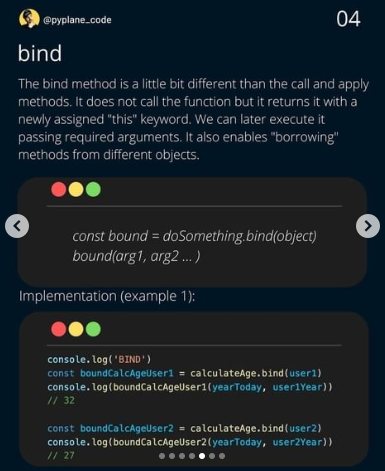 @pyplane_code
04
bind
The bind method is a little bit different than the call and apply
methods. It does not call the function but it returns it with a
newly assigned "this" keyword. We can later execute it
passing required arguments. It also enables "borrowing"
methods from different objects.
const bound = doSomething.bind(object)
bound(arg1, arg2 ... )
Implementation (example 1):
console.log('BIND')
const boundCalcAgeUser1 = calculateAge.bind(user1)
console.log(boundCalcAgeUser1(yearToday, user1Year))
// 32
const boundCalcAgeUser2 = calculateAge.bind(user2)
console.log(boundCalcAgeUser2(yearToday, user2Year))
// 27